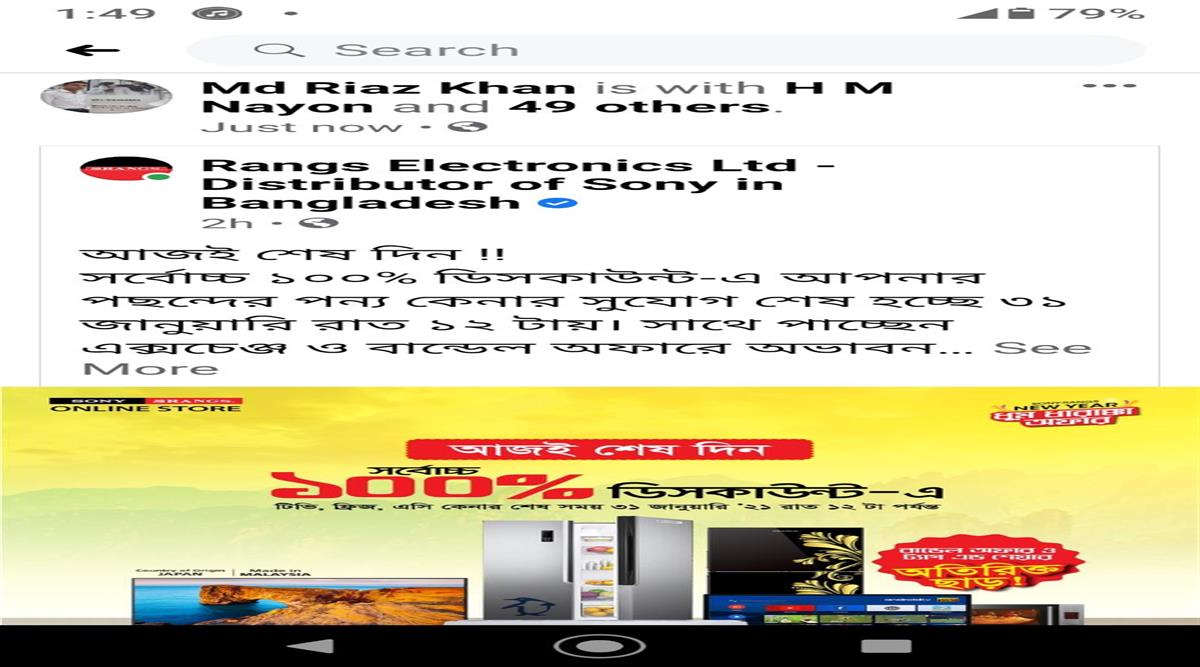 1:49 79%
Search
Md Riaz Khan is with H M
Nayon and 49 others.
Just now
Rangs Electronics Ltd -
Distributor of Sony in
Bangladesh
2h
আজই শেষ দিন !!
সর্বোচ্চ ১০০% ডিসকাউন্ট-এ আপনার
পছন্দের পন্য কেনার সুযোগ শেষ হচ্ছে ৩১
জানুয়ারি রাত ১২ টায়। সাথে পাচ্ছেন
এক্সচেঞ্জ ও বান্ডেল অফারে অভাবন... See
More
SONY RANGS
ONLINE STORE
NEW YEAR
ধুম ধারাক্কা
অফার
আজই শেষ দিন
সর্বোচ্চ
১০০% ডিসকাউন্ট-এ
টিভি, ফ্রিজ, এসি কেনার শেষ সময় ৩১ জানুয়ারি '২১ রাত ১২ টা পর্যন্ত
বান্ডেল অফার ও
ট্যাগ এন্ড শেয়ারে
অতিরিক্ত
ছাড়!
Country of Origin
JAPAN
Made in
MALAYSIA
androidtv